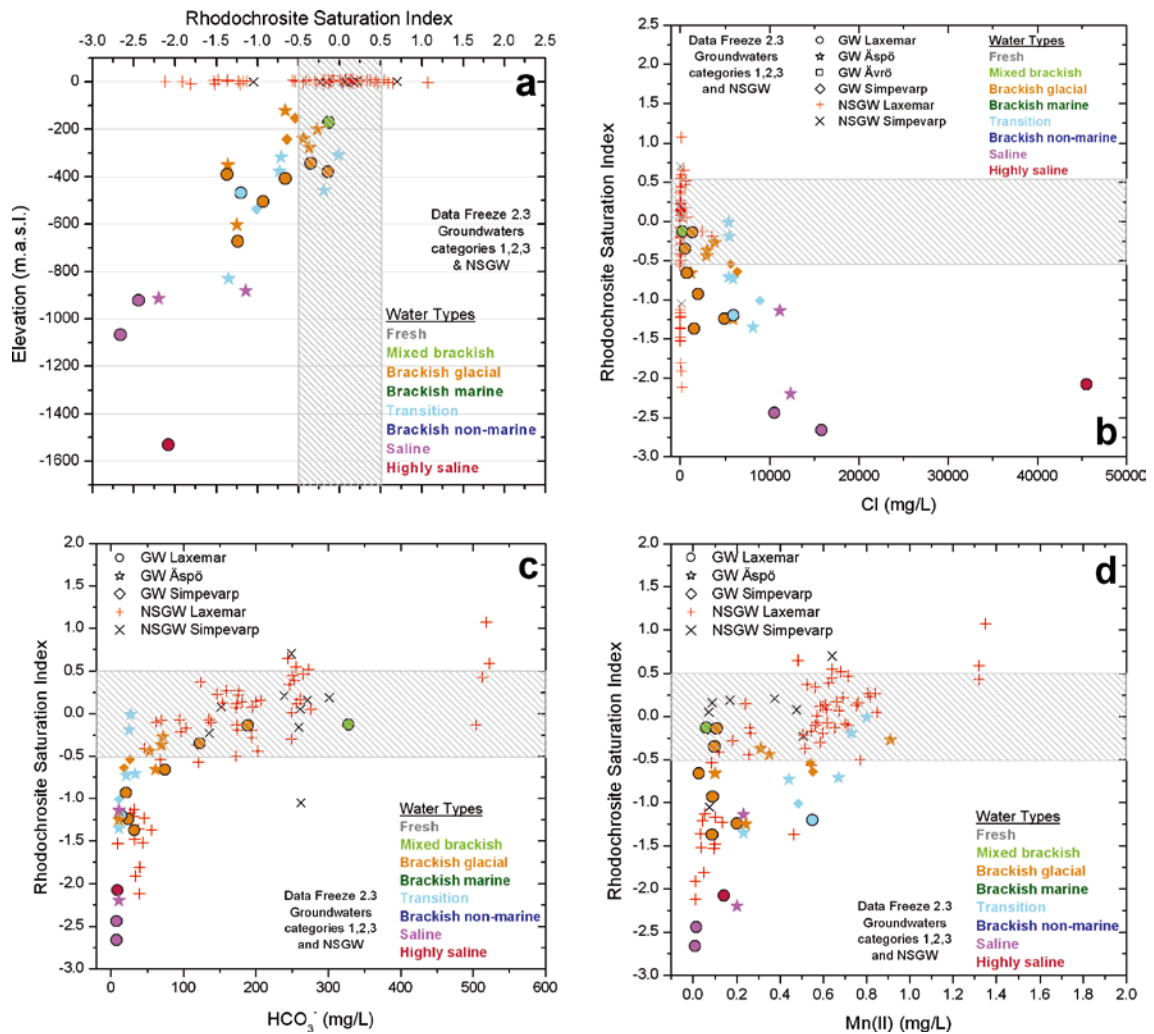 Rhodochrosite Saturation Index
-3.0 -2.5 -2.0 -1.5 -1.0 -0.5 0.0 0.5 1.0 1.5 2.0 2.5
a
Elevation (m.a.s.l.)
0
-200
-400
-600
-800
-1000
-1200
-1400
-1600
Data Freeze 2.3
Groundwaters
categories 1,2,3
& NSGW
Water Types
Fresh
Mixed brackish
Brackish glacial
Brackish marine
Transition
Brackish non-marine
Saline
Highly saline
b
Rhodochrosite Saturation Index
2.5
2.0
1.5
1.0
0.5
0.0
-0.5
-1.0
-1.5
-2.0
-2.5
-3.0
Data Freeze 2.3
Groundwaters
categories 1,2,3
and NSGW
GW Laxemar
GW Äspö
GW Ävrö
GW Simpevarp
NSGW Laxemar
NSGW Simpevarp
Water Types
Fresh
Mixed brackish
Brackish glacial
Brackish marine
Transition
Brackish non-marine
Saline
Highly saline
0 10000 20000 30000 40000 50000
Cl (mg/L)
c
Rhodochrosite Saturation Index
2.0
1.5
1.0
0.5
0.0
-0.5
-1.0
-1.5
-2.0
-2.5
-3.0
GW Laxemar
GW Äspö
GW Simpevarp
NSGW Laxemar
NSGW Simpevarp
Data Freeze 2.3
Groundwaters
categories 1,2,3
and NSGW
Water Types
Fresh
Mixed brackish
Brackish glacial
Brackish marine
Transition
Brackish non-marine
Saline
Highly saline
0 100 200 300 400 500 600
HCO3- (mg/L)
d
Rhodochrosite Saturation Index
2.0
1.5
1.0
0.5
0.0
-0.5
-1.0
-1.5
-2.0
-2.5
-3.0
GW Laxemar
GW Äspö
GW Simpevarp
NSGW Laxemar
NSGW Simpevarp
Data Freeze 2.3
Groundwaters
categories 1,2,3
and NSGW
Water Types
Fresh
Mixed brackish
Brackish glacial
Brackish marine
Transition
Brackish non-marine
Saline
Highly saline
0.0 0.2 0.4 0.6 0.8 1.0 1.2 1.4 1.6 1.8 2.0
Mn(II) (mg/L)